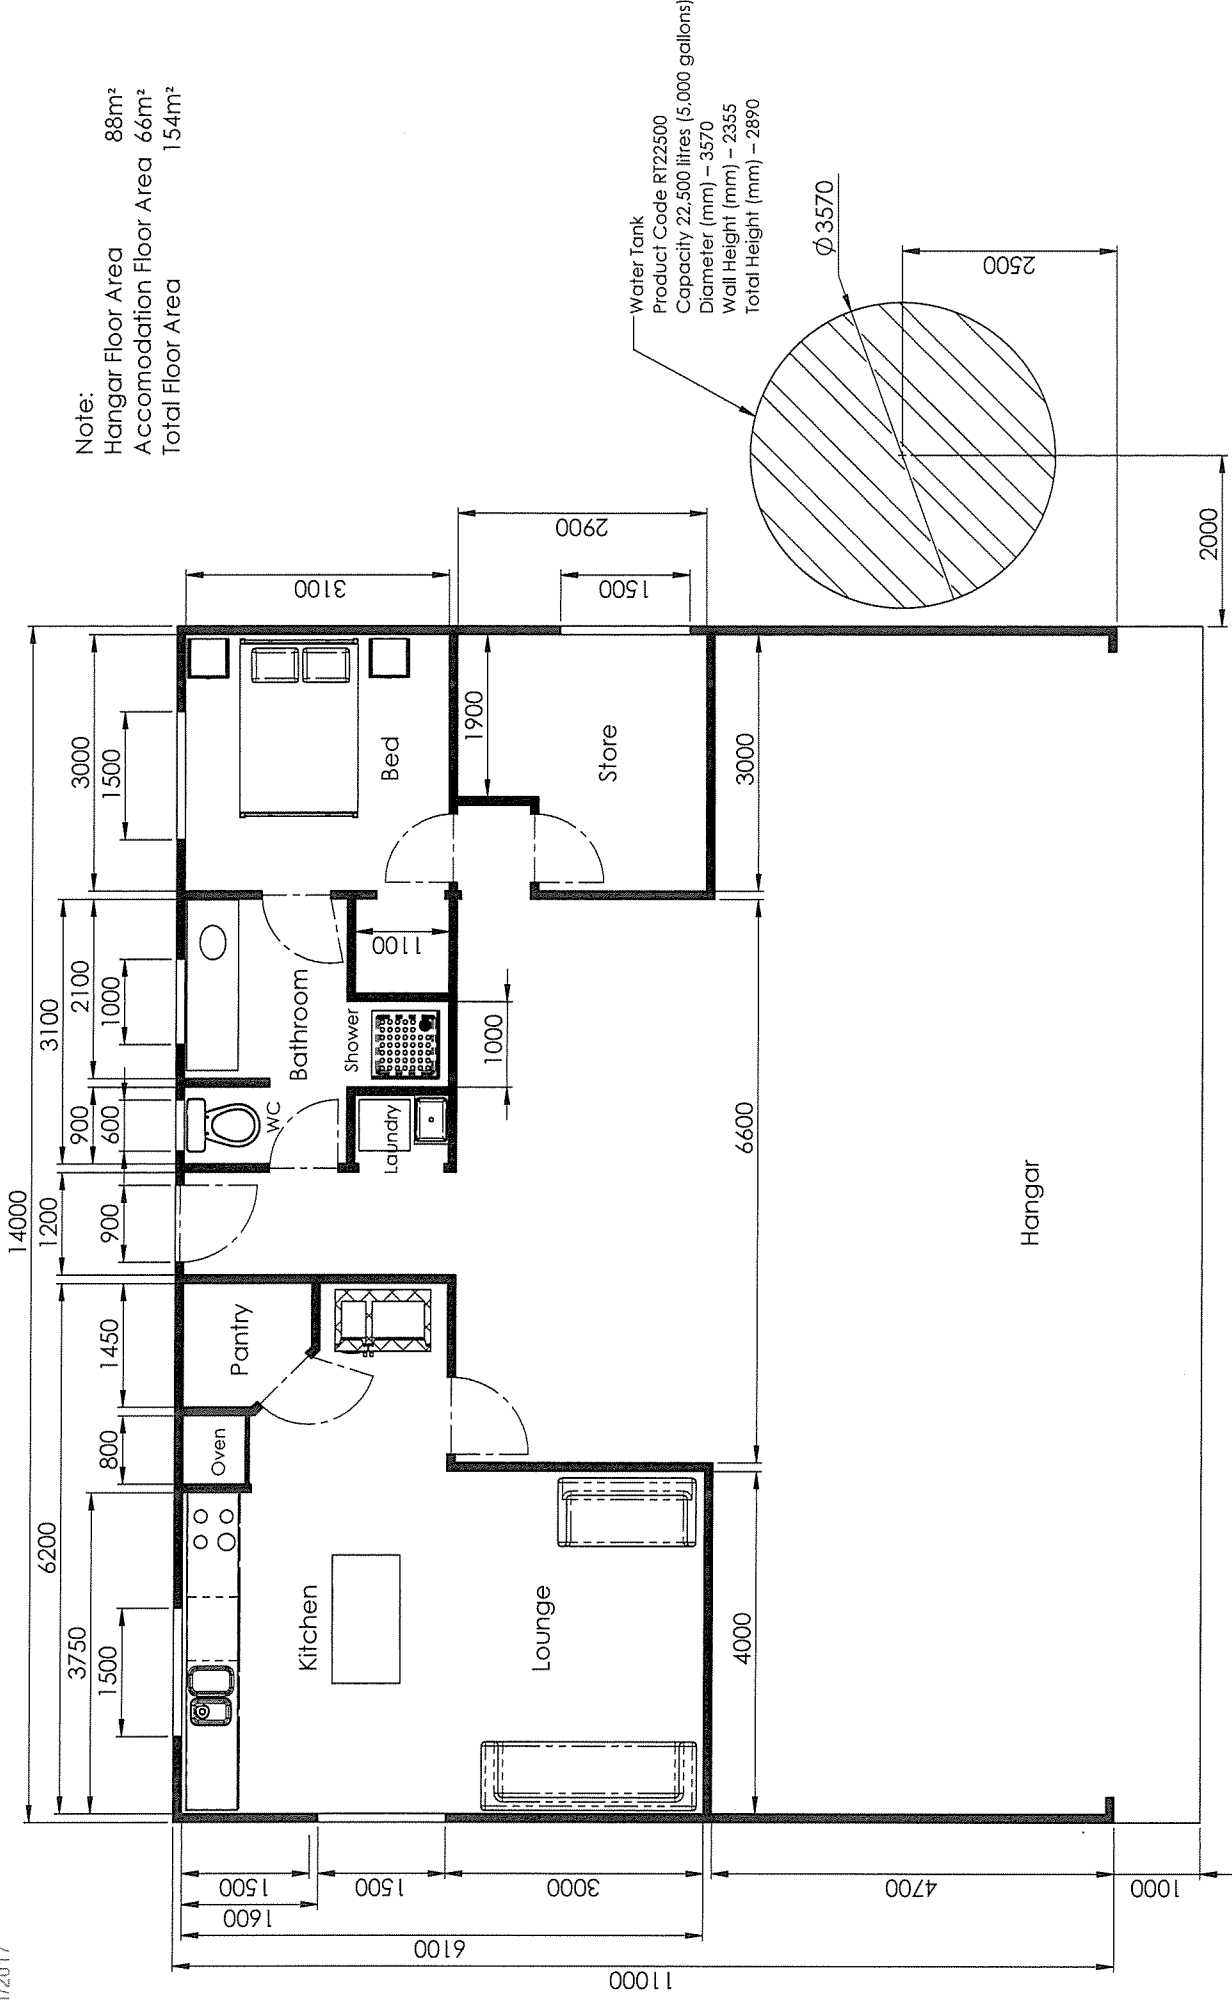 Note:
Hangar Floor Area 88m²
Accomodation Floor Area 66m²
Total Floor Area 154m²
Water Tank
Product Code RT22500
Capacity 22,500 litres (5,000 gallons)
Diameter (mm) – 3570
Wall Height (mm) – 2355
Total Height (mm) – 2890
Ø3570
2500
2000
14000
6200
1200
3100
3000
3750
800
1450
900
900
2100
1500
600
1000
1500
3100
2900
1500
Pantry
Oven
WC
Bathroom
Shower
Laundry
1100
1000
Bed
1900
Store
Kitchen
Lounge
4000
6600
3000
Hangar
1500
1600
1500
3000
6100
4700
1000
11000